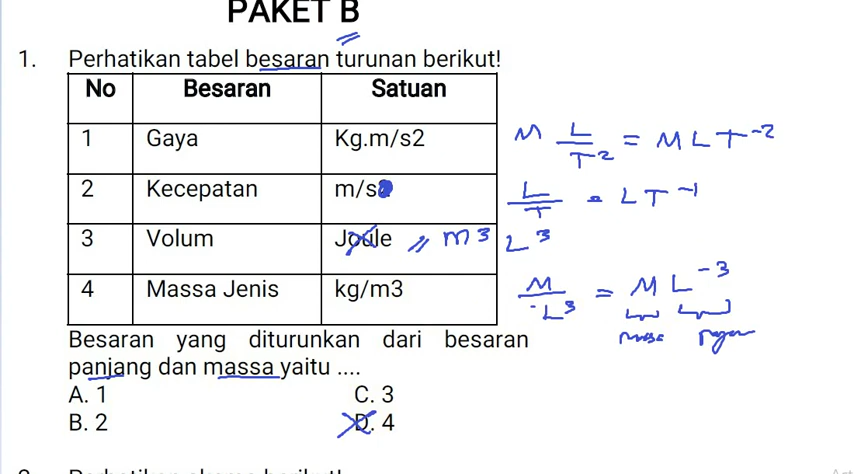 PAKET B
1. Perhatikan tabel besaran turunan berikut!
No Besaran Satuan
1 Gaya Kg.m/s2 M L/T2 = MLT-2
2 Kecepatan m/s L/T = LT-1
3 Volum Joule // m3 L3
4 Massa Jenis kg/m3 M/L3 = ML-3
Besaran yang diturunkan dari besaran
panjang dan massa yaitu ....
A. 1 C. 3
B. 2 D. 4